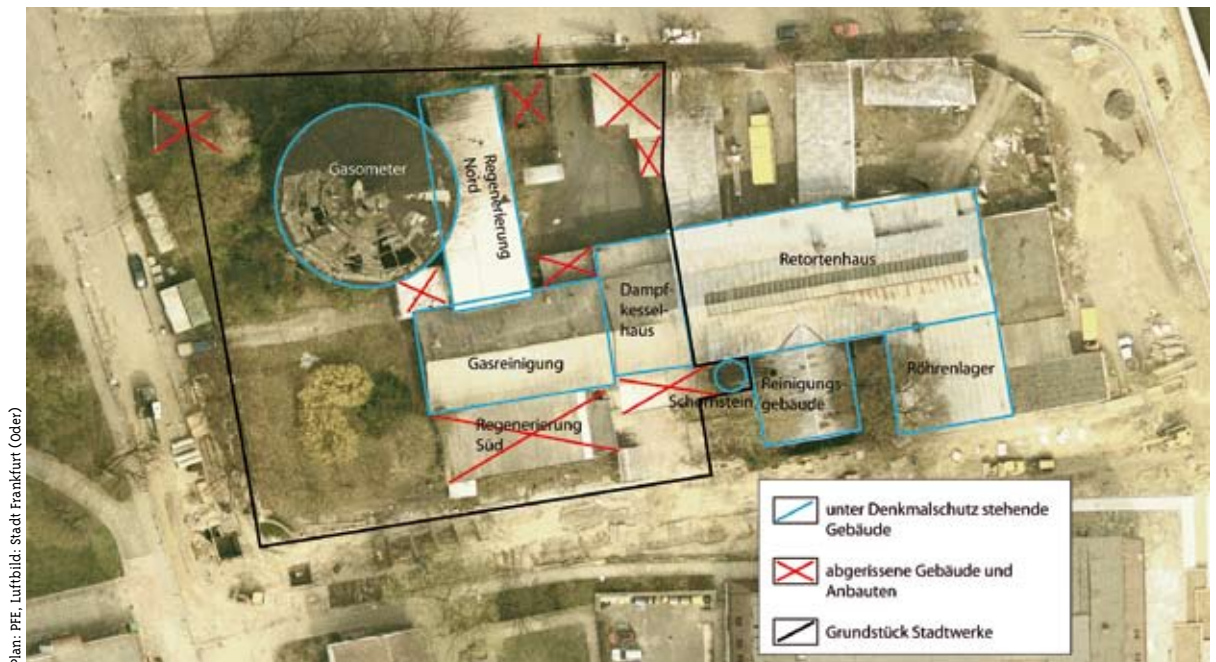 Gasometer
Regenerierung
Nord
Retortenhaus
Dampf-
kessel-
haus
Gasreinigung
Schornstein
Reinigungs-
gebäude
Röhrenlager
Regenerierung
Süd
unter Denkmalschutz stehende
Gebäude
abgerissene Gebäude und
Anbauten
Grundstück Stadtwerke
Plan: PFE, Luftbild: Stadt Frankfurt (Oder)